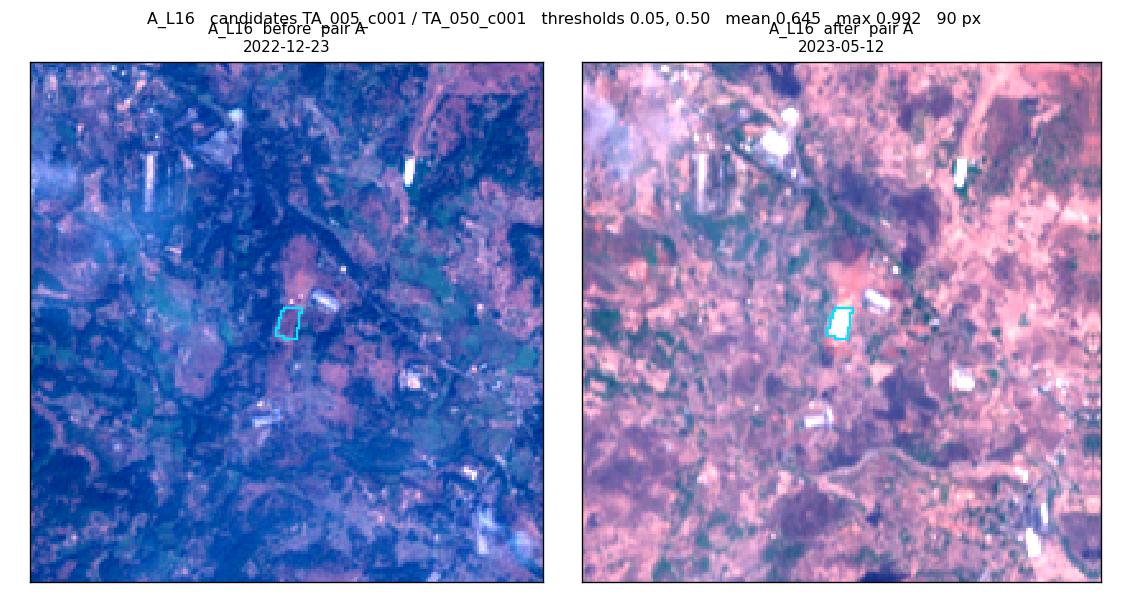 A_L16   candidates TA_005_c001 / TA_050_c001   thresholds 0.05, 0.50   mean 0.645   max 0.992   90 px
A_L16  before  pair A
2022-12-23
A_L16  after  pair A
2023-05-12